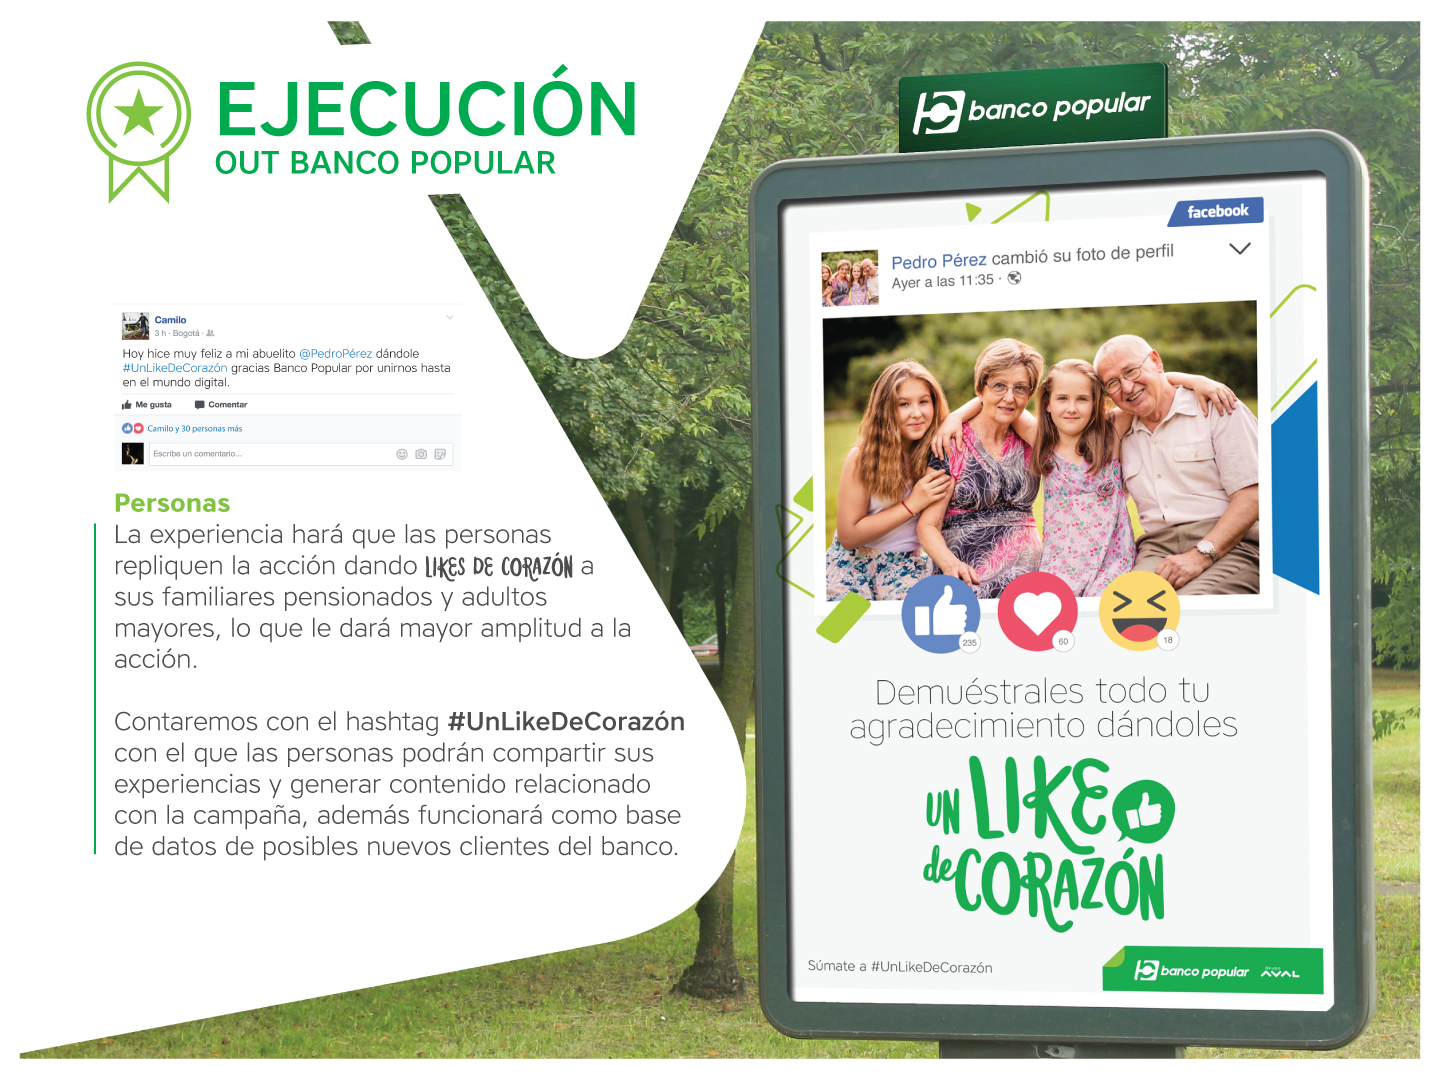 EJECUCIÓN
OUT BANCO POPULAR
Camilo
3 h · Bogotá ·
Hoy hice muy feliz a mi abuelito @PedroPérez dándole
#UnLikeDeCorazón gracias Banco Popular por unirnos hasta
en el mundo digital.
Me gusta Comentar
Camilo y 30 personas más
Escribe un comentario...
Personas
La experiencia hará que las personas
repliquen la acción dando LIKES DE CORAZÓN a
sus familiares pensionados y adultos
mayores, lo que le dará mayor amplitud a la
acción.
Contaremos con el hashtag #UnLikeDeCorazón
con el que las personas podrán compartir sus
experiencias y generar contenido relacionado
con la campaña, además funcionará como base
de datos de posibles nuevos clientes del banco.
banco popular
facebook
Pedro Pérez cambió su foto de perfil
Ayer a las 11:35 ·
235
60
18
Demuéstrales todo tu
agradecimiento dándoles
UN LIKE
de CORAZÓN
Súmate a #UnLikeDeCorazón
banco popular
Grupo
AVAL